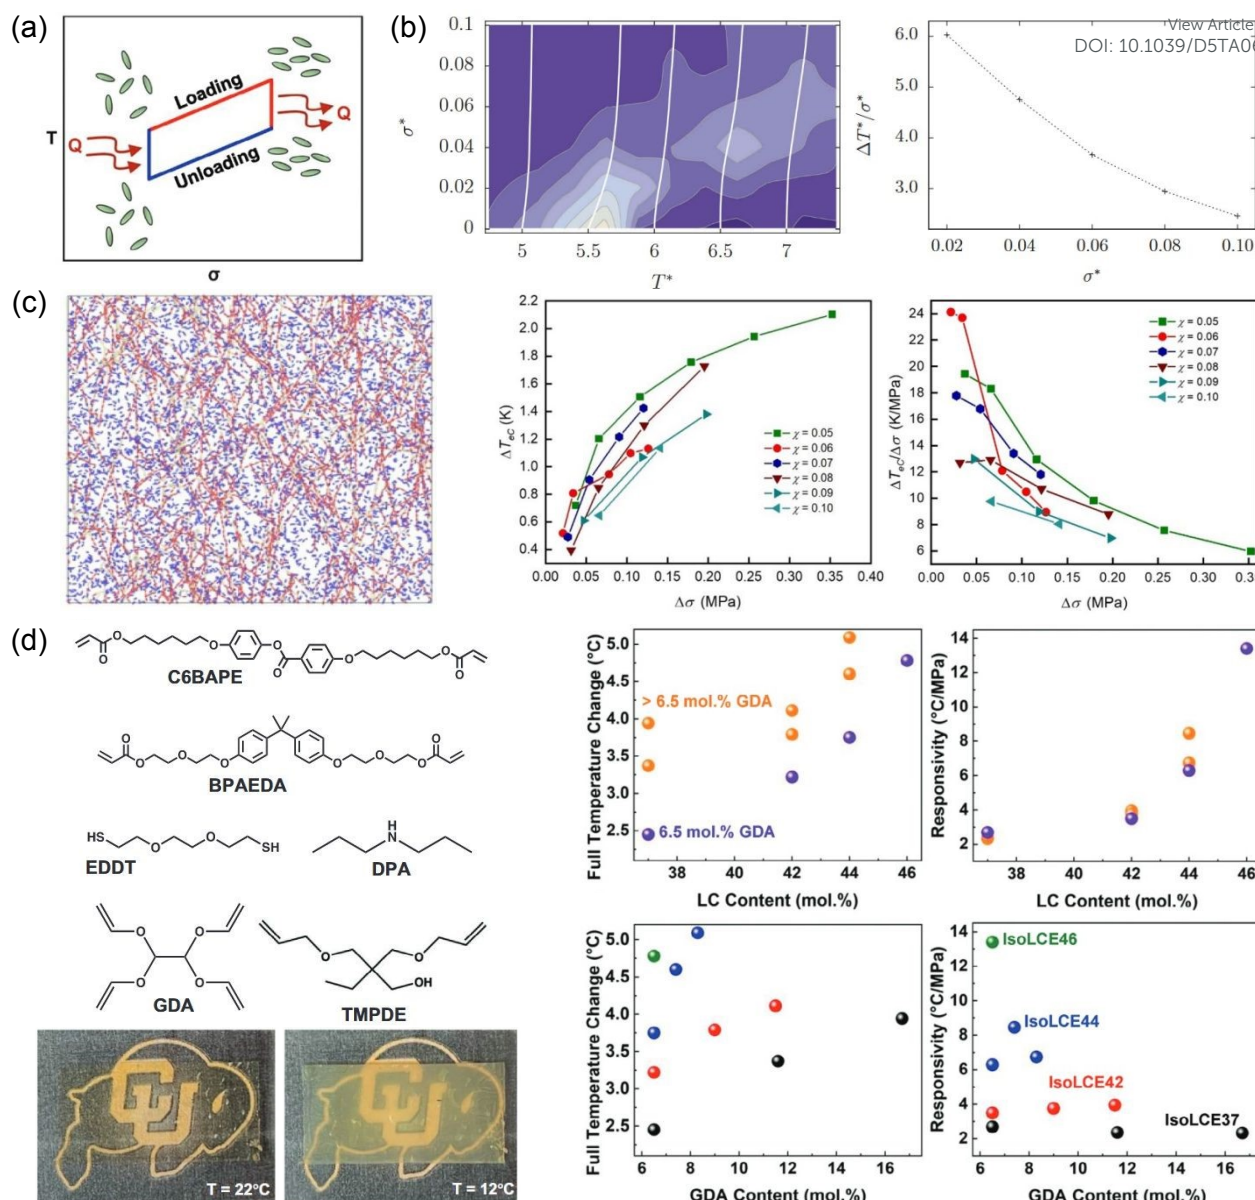 (a)
T
σ
Q
Q
Loading
Unloading
(b)
σ*
0.1
0.08
0.06
0.04
0.02
0
5
5.5
6
6.5
7
T*
ΔT*/σ*
6.0
5.0
4.0
3.0
0.02
0.04
0.06
0.08
0.10
σ*
View Article
DOI: 10.1039/D5TA06
(c)
ΔT_eC (K)
2.2
2.0
1.8
1.6
1.4
1.2
1.0
0.8
0.6
0.4
χ = 0.05
χ = 0.06
χ = 0.07
χ = 0.08
χ = 0.09
χ = 0.10
0.00 0.05 0.10 0.15 0.20 0.25 0.30 0.35 0.40
Δσ (MPa)
ΔT_eC/Δσ (K/MPa)
24
22
20
18
16
14
12
10
8
6
χ = 0.05
χ = 0.06
χ = 0.07
χ = 0.08
χ = 0.09
χ = 0.10
0.00 0.05 0.10 0.15 0.20 0.25 0.30 0.35
Δσ (MPa)
(d)
O
O
O
O
O
O
O
O
C6BAPE
O
O
O
O
O
O
O
O
BPAEDA
HS
O
O
SH
EDDT
H
N
DPA
O
O
O
O
GDA
O
O
OH
TMPDE
T = 22°C
T = 12°C
Full Temperature Change (°C)
5.0
4.5
4.0
3.5
3.0
2.5
> 6.5 mol.% GDA
6.5 mol.% GDA
38 40 42 44 46
LC Content (mol.%)
Responsivity (°C/MPa)
14
12
10
8
6
4
2
38 40 42 44 46
LC Content (mol.%)
Full Temperature Change (°C)
5.0
4.5
4.0
3.5
3.0
2.5
6 8 10 12 14 16
GDA Content (mol.%)
Responsivity (°C/MPa)
14
12
10
8
6
4
2
IsoLCE46
IsoLCE44
IsoLCE42
IsoLCE37
6 8 10 12 14 16
GDA Content (mol.%)